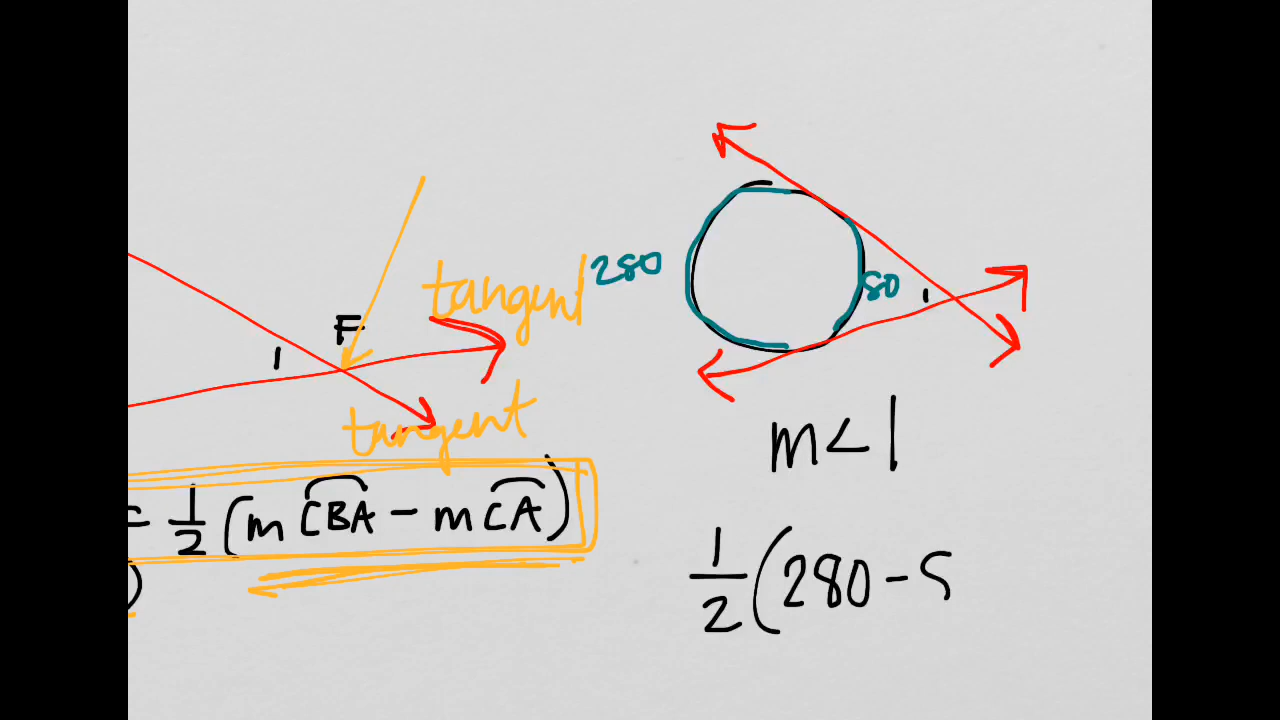 280
80
1
tangent
F
1
tangent
m<1
= 1/2 (m CBA - m CA)
)
1/2 (280 - 8